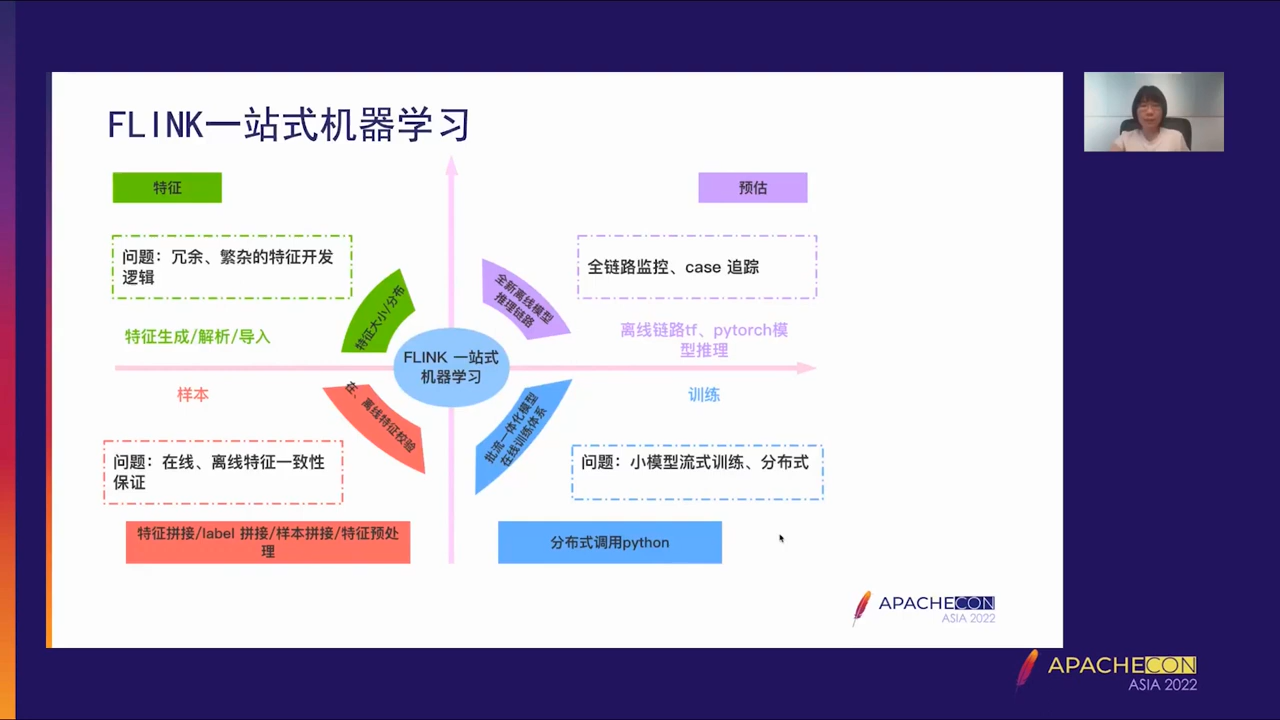 FLINK一站式机器学习
特征
预估
问题：冗余、繁杂的特征开发
逻辑
全链路监控、case 追踪
特征大小/分布
全新离线模型
推理链路
特征生成/解析/导入
离线链路tf、pytorch模
型推理
FLINK 一站式
机器学习
样本
训练
在、离线特征校验
批流一体化模型
在线训练体系
问题：在线、离线特征一致性
保证
问题：小模型流式训练、分布式
特征拼接/label 拼接/样本拼接/特征预处
理
分布式调用python
APACHECON
ASIA 2022
APACHECON
ASIA 2022